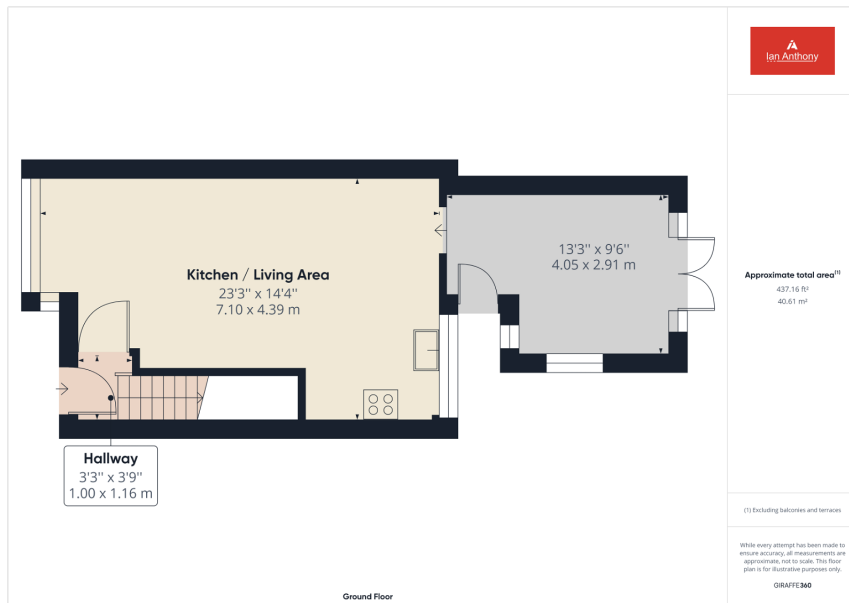 Ian Anthony
Kitchen / Living Area
23'3'' x 14'4''
7.10 x 4.39 m
13'3'' x 9'6''
4.05 x 2.91 m
Hallway
3'3'' x 3'9''
1.00 x 1.16 m
Ground Floor
Approximate total area(1)
437.16 ft²
40.61 m²
(1) Excluding balconies and terraces
While every attempt has been made to
ensure accuracy, all measurements are
approximate, not to scale. This floor
plan is for illustrative purposes only.
GIRAFFE360